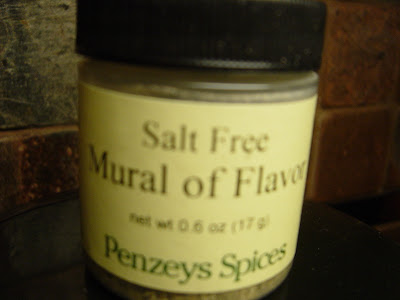 Salt Free
Mural of Flavor
net wt 0.6 oz (17 g)
Penzeys Spices